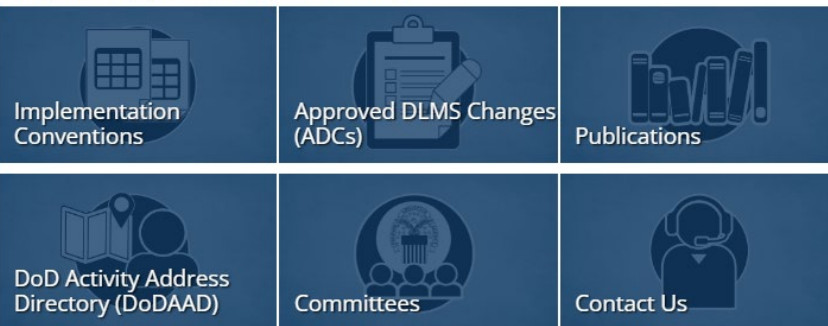 Implementation
Conventions
Approved DLMS Changes
(ADCs)
Publications
DoD Activity Address
Directory (DoDAAD)
Committees
Contact Us